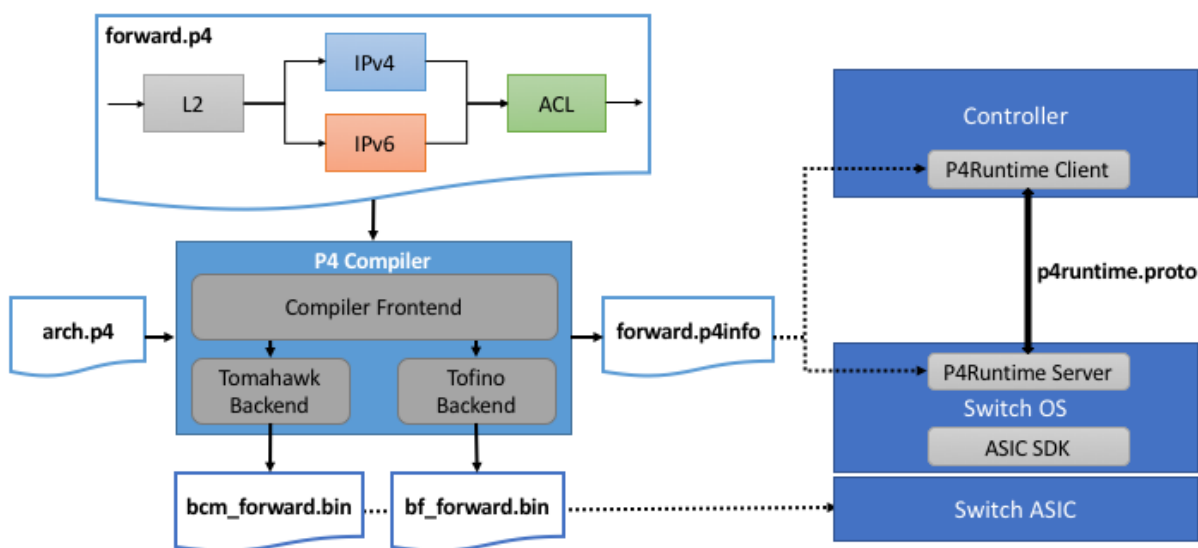 forward.p4
L2
IPv4
IPv6
ACL
Controller
P4Runtime Client
p4runtime.proto
P4 Compiler
Compiler Frontend
arch.p4
forward.p4info
Tomahawk
Backend
Tofino
Backend
P4Runtime Server
Switch OS
ASIC SDK
bcm_forward.bin
bf_forward.bin
Switch ASIC